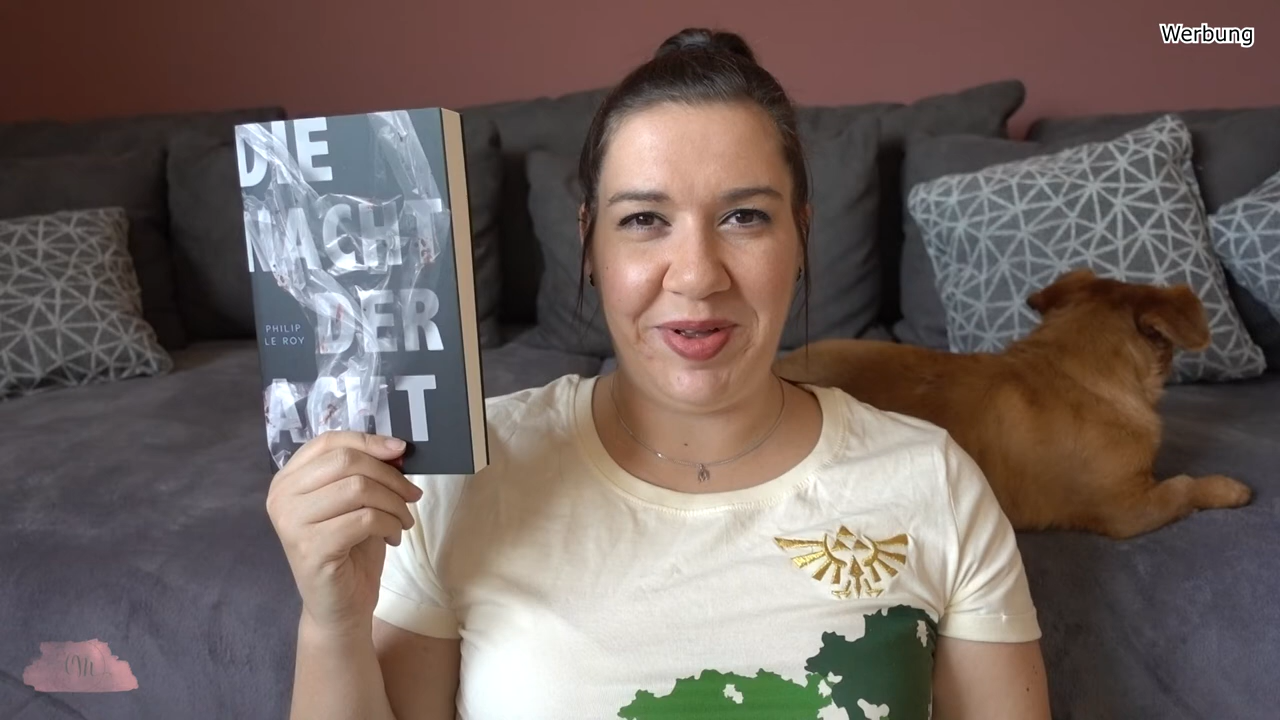 Werbung
DIE
NACHT
DER
PHILIP
LE ROY
ACHT